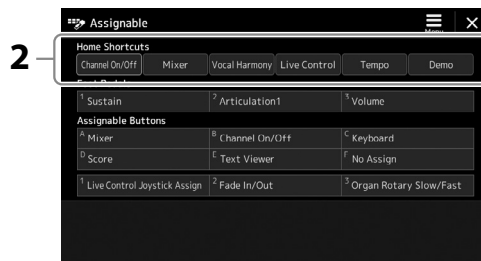 Assignable
Menu
2
Home Shortcuts
Channel On/Off Mixer Vocal Harmony Live Control Tempo Demo
Foot Pedals
1 Sustain 2 Articulation1 3 Volume
Assignable Buttons
A Mixer B Channel On/Off C Keyboard
D Score E Text Viewer F No Assign
1 Live Control Joystick Assign 2 Fade In/Out 3 Organ Rotary Slow/Fast